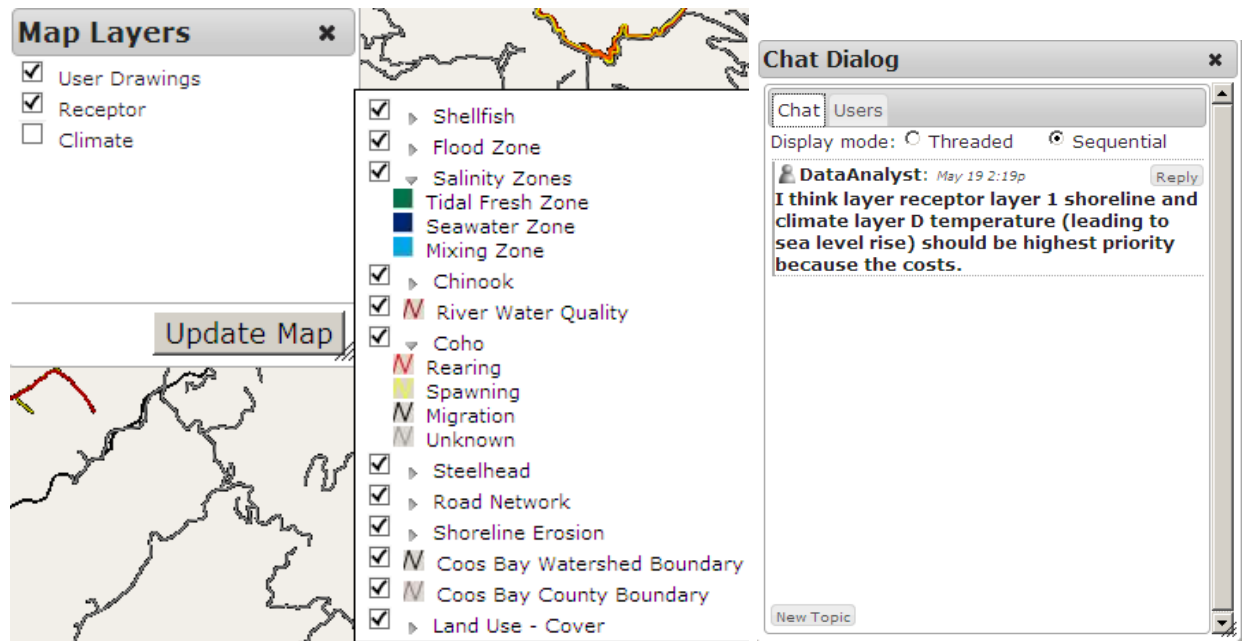 Map Layers
User Drawings
Receptor
Climate
Update Map
Shellfish
Flood Zone
Salinity Zones
Tidal Fresh Zone
Seawater Zone
Mixing Zone
Chinook
River Water Quality
Coho
Rearing
Spawning
Migration
Unknown
Steelhead
Road Network
Shoreline Erosion
Coos Bay Watershed Boundary
Coos Bay County Boundary
Land Use - Cover
Chat Dialog
Chat Users
Display mode: Threaded Sequential
DataAnalyst: May 19 2:19p Reply
I think layer receptor layer 1 shoreline and
climate layer D temperature (leading to
sea level rise) should be highest priority
because the costs.
New Topic